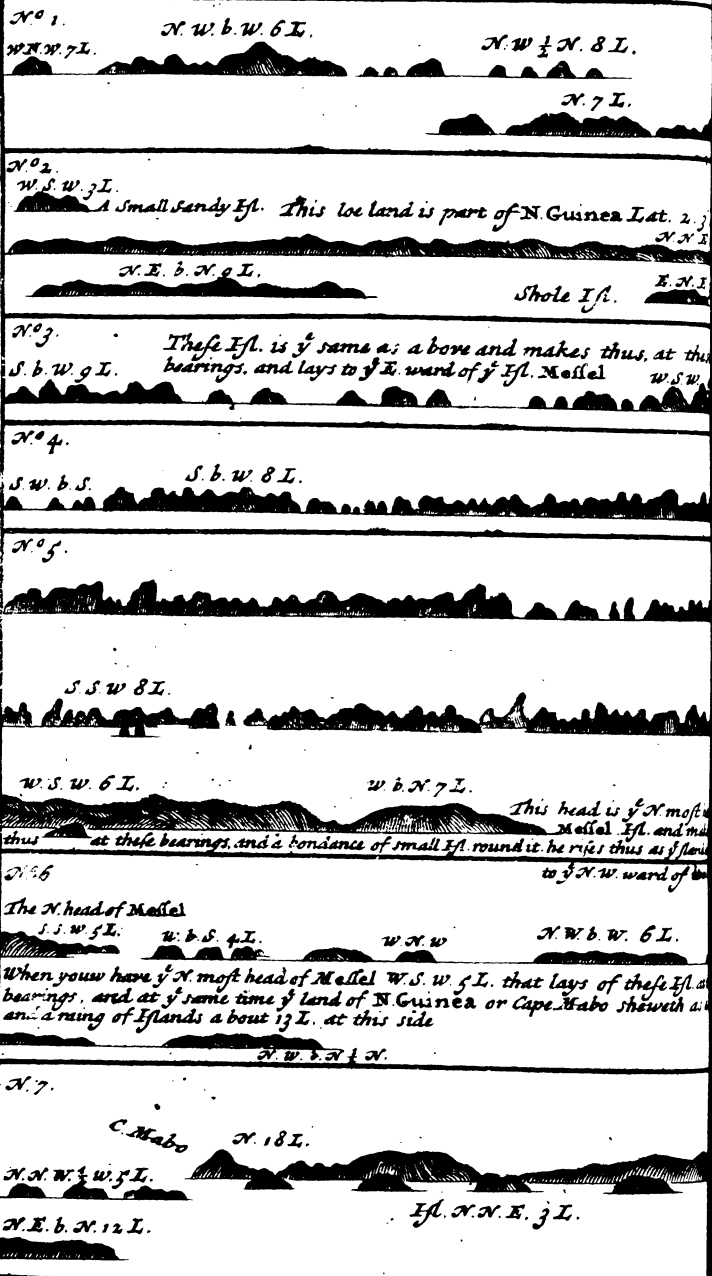 N.º 1.
N. W. b. W. 6 L.
W N. W. 7 L.
N. W ½ N. 8 L.
N. 7 L.
N.º 2.
W. S. W. 3 L.
A Small Sandy Iſl. This loe land is part of N. Guinea Lat. 2. 3
N. N. E
N. E. b. N. 9 L.
Shole Iſl.
E. N. E
N.º 3.
Theſe Iſl. is yᵉ same as above and makes thus, at thus
bearings, and lays to yᵉ E. ward of yᵉ Iſl. Meſſel
S. b. W. 9 L.
W. S. W.
N.º 4.
S. b. W. 8 L.
S. W. b. S.
N.º 5.
S. S. W 8 L.
W. S. W. 6 L.
W. b. N. 7 L.
This head is yᵉ N. moſt
Meſſel Iſl. and
thus at theſe bearings, and a bondance of small Iſl. round it. he riſes thus as yᵉ
to yᵉ N. W. ward of
Nº 6
The N. head of Meſſel
S. S. W. 5 L.
W. b. S. 4 L.
W N. W
N. W b. W. 6 L.
When youw have yᵉ N. moſt head of Meſſel W. S. W. 5 L. that lays of theſe Iſl. at
bearings, and at yᵉ same time yᵉ land of N. Guinea or Cape Mabo sheweth as
and a raing of Iſlands a bout 13 L. at this side
N. W. b. N ½ N.
N. 7.
C. Mabo
N. 18 L.
N. N. W. ½ W. 5 L.
Iſl. N. N. E. 3 L.
N. E. b. N. 12 L.